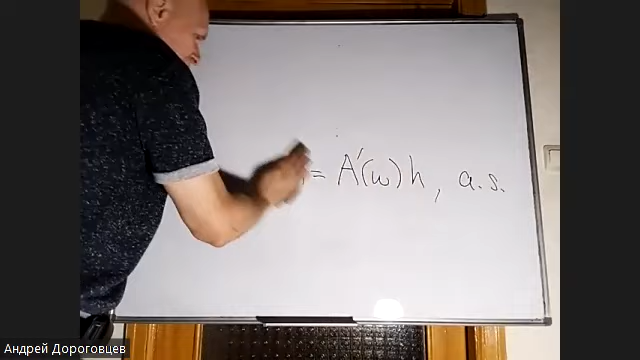 = A'(ω)h, a.s.
Андрей Дороговцев